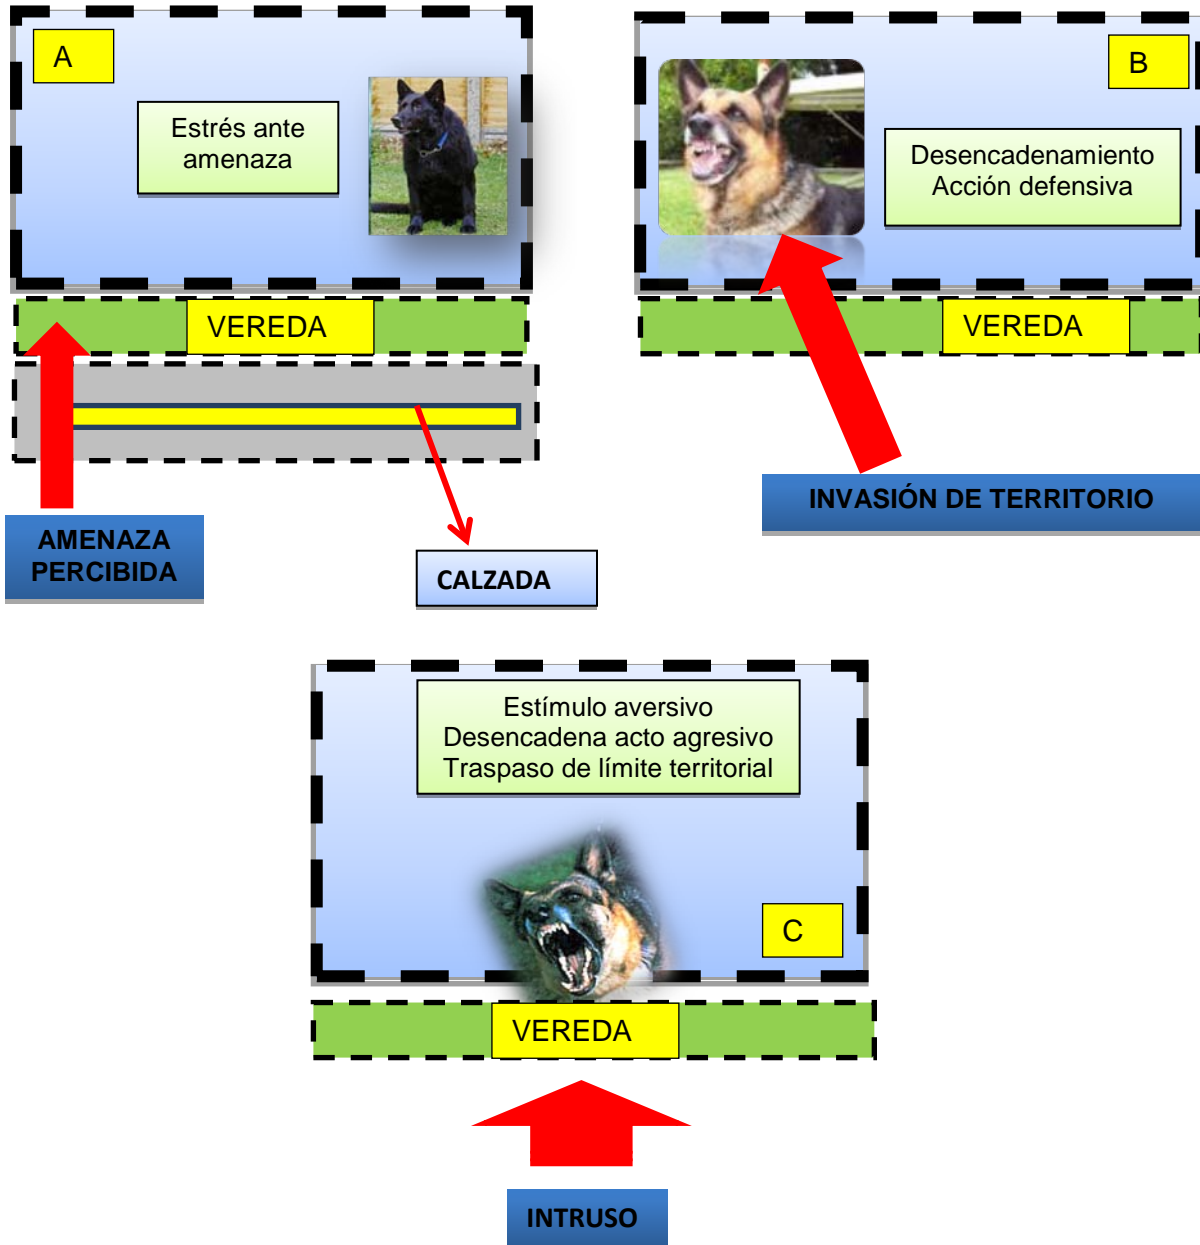 A
Estrés ante
amenaza
VEREDA
AMENAZA
PERCIBIDA
CALZADA
B
Desencadenamiento
Acción defensiva
VEREDA
INVASIÓN DE TERRITORIO
Estímulo aversivo
Desencadena acto agresivo
Traspaso de límite territorial
C
VEREDA
INTRUSO